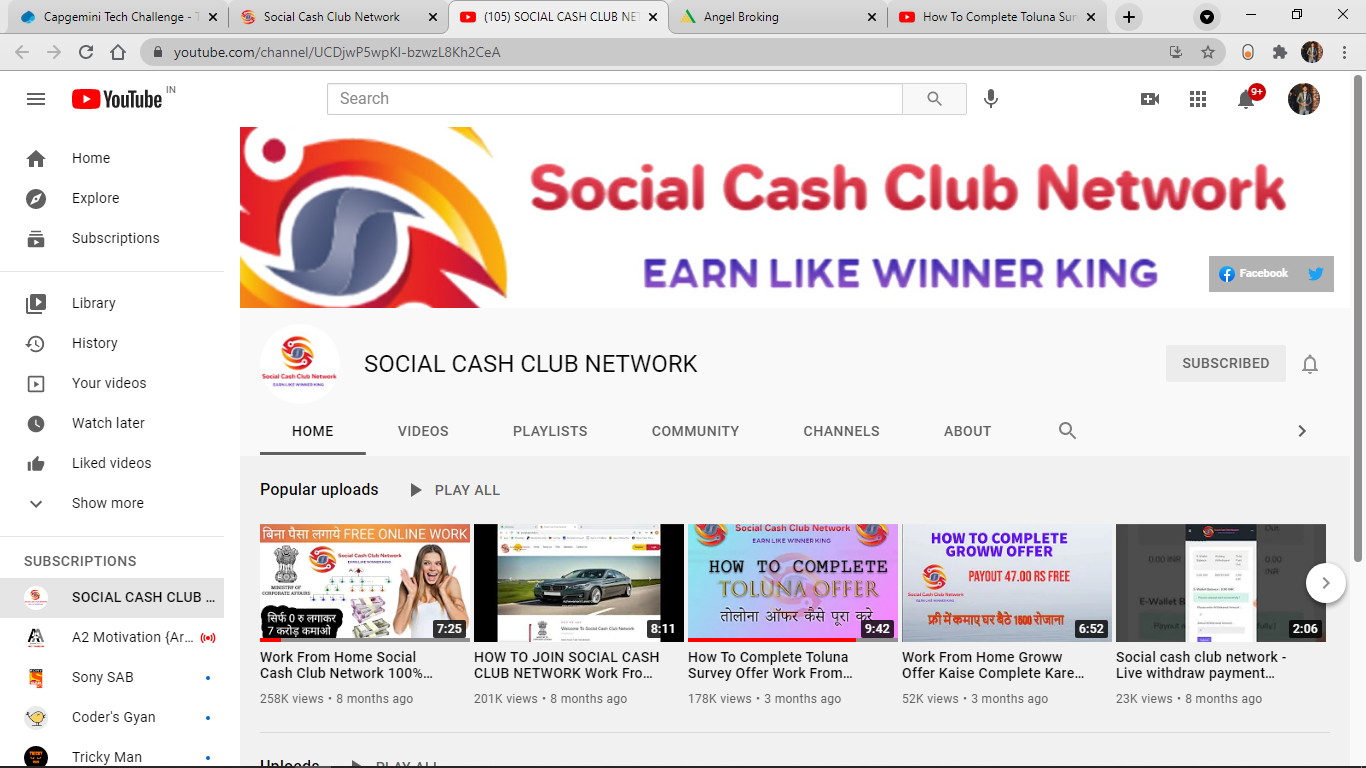 Capgemini Tech Challenge - T
Social Cash Club Network
(105) SOCIAL CASH CLUB NET
Angel Broking
How To Complete Toluna Sur
youtube.com/channel/UCDjwP5wpKI-bzwzL8Kh2CeA
YouTube IN
Search
9+
Home
Explore
Subscriptions
Library
History
Your videos
Watch later
Liked videos
Show more
SUBSCRIPTIONS
SOCIAL CASH CLUB ...
A2 Motivation {Ar...
Sony SAB
Coder's Gyan
Tricky Man
Social Cash Club Network
EARN LIKE WINNER KING
Facebook
Social Cash Club Network
EARN LIKE WINNER KING
SOCIAL CASH CLUB NETWORK
SUBSCRIBED
HOME
VIDEOS
PLAYLISTS
COMMUNITY
CHANNELS
ABOUT
Popular uploads
PLAY ALL
बिना पैसा लगाये FREE ONLINE WORK
Social Cash Club Network
MINISTRY OF
CORPORATE AFFAIRS
सिर्फ 0 रु लगाकर
7 करोड़ कमाओ
7:25
Work From Home Social
Cash Club Network 100%...
258K views • 8 months ago
Welcome To Social Cash Club Network
8:11
HOW TO JOIN SOCIAL CASH
CLUB NETWORK Work Fro...
201K views • 8 months ago
Social Cash Club Network
EARN LIKE WINNER KING
HOW TO COMPLETE
TOLUNA OFFER
तोलोना ऑफर कैसे पूरा करे
9:42
How To Complete Toluna
Survey Offer Work From...
178K views • 3 months ago
HOW TO COMPLETE
GROWW OFFER
PAYOUT 47.00 RS FREE
Social Cash Club Network
फ्री में कमाए घर बैठे 1600 रोजाना
6:52
Work From Home Groww
Offer Kaise Complete Kare...
52K views • 3 months ago
Out
0.00 INR
0.00
INR
E-Wallet B
Payout w
2:06
Social cash club network -
Live withdraw payment...
23K views • 8 months ago
Uploads
PLAY ALL